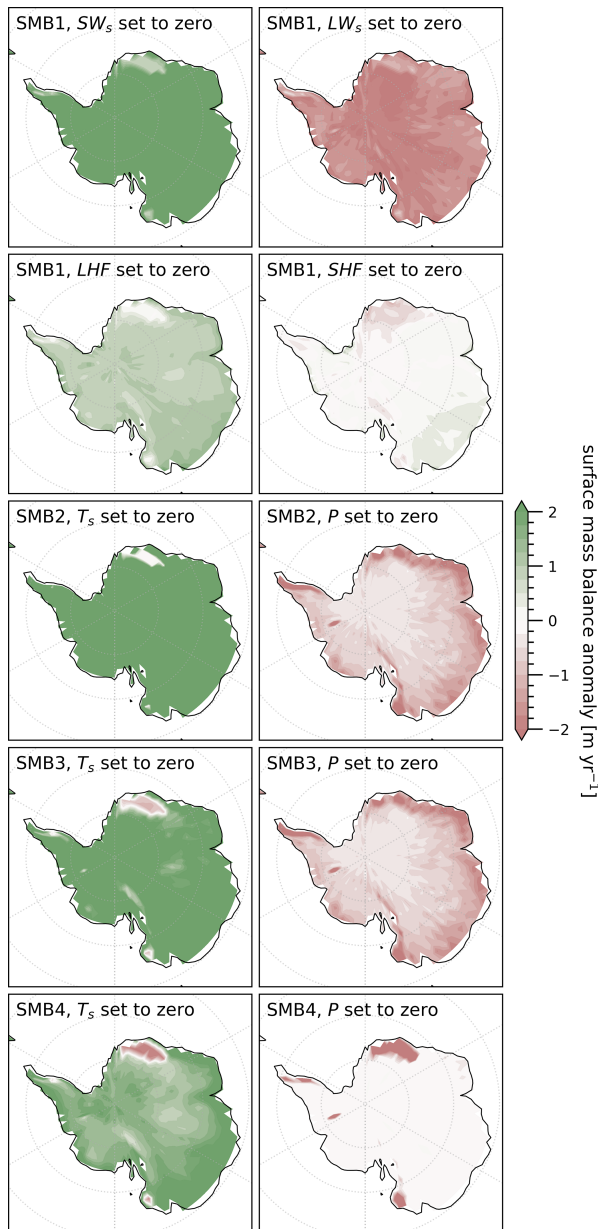 SMB1, SWₛ set to zero
SMB1, LWₛ set to zero
SMB1, LHF set to zero
SMB1, SHF set to zero
SMB2, Tₛ set to zero
SMB2, P set to zero
SMB3, Tₛ set to zero
SMB3, P set to zero
SMB4, Tₛ set to zero
SMB4, P set to zero
2
1
0
−1
−2
surface mass balance anomaly [m yr⁻¹]